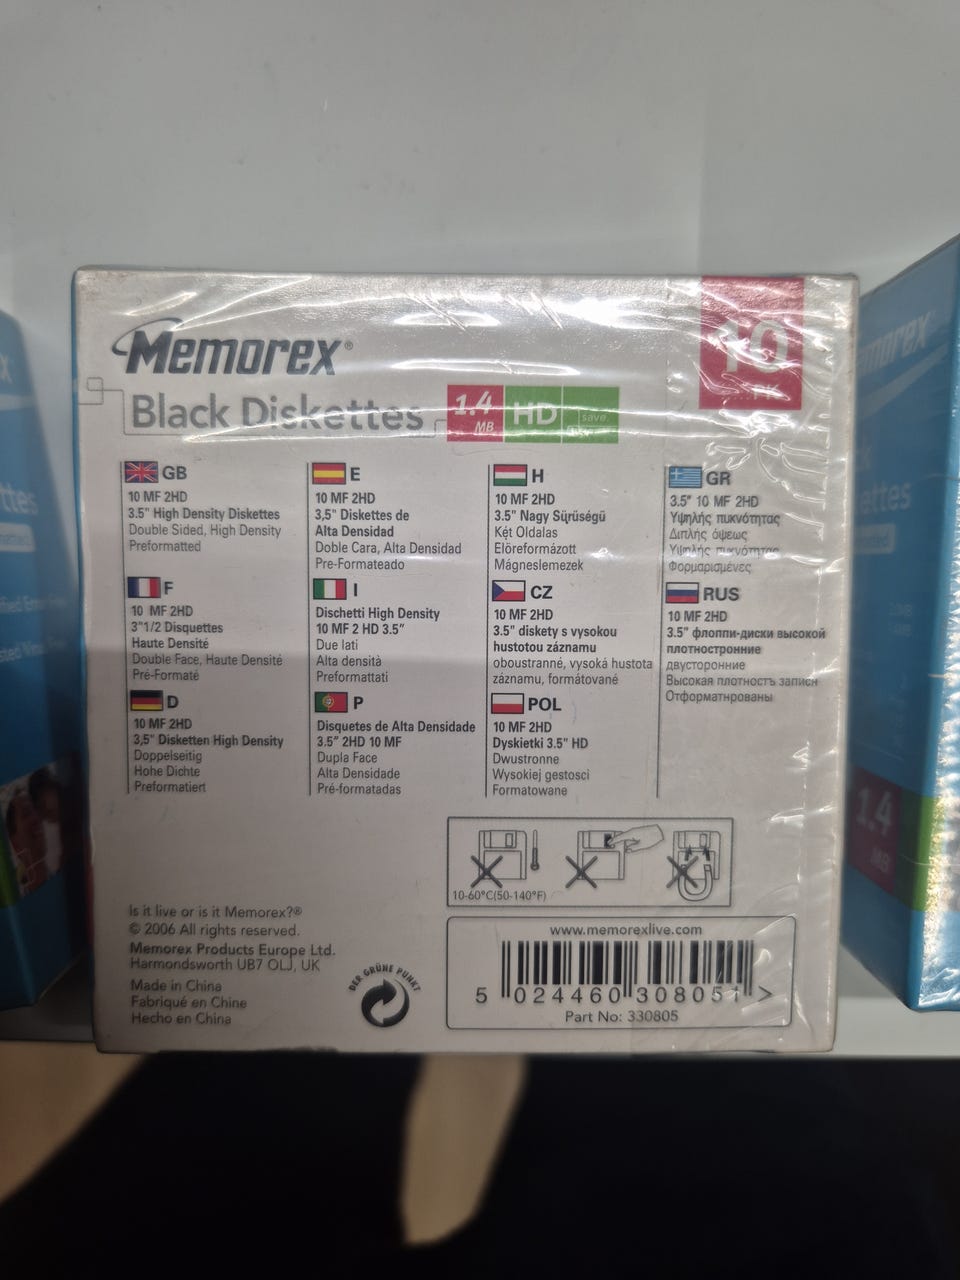 Memorex®
10
PK
Black Diskettes
1.4
MB
HD
save
GB
10 MF 2HD
3.5" High Density Diskettes
Double Sided, High Density
Preformatted
F
10 MF 2HD
3"1/2 Disquettes
Haute Densité
Double Face, Haute Densité
Pré-Formaté
D
10 MF 2HD
3,5" Disketten High Density
Doppelseitig
Hohe Dichte
Preformatiert
E
10 MF 2HD
3,5" Diskettes de
Alta Densidad
Doble Cara, Alta Densidad
Pre-Formateado
I
Dischetti High Density
10 MF 2 HD 3.5"
Due lati
Alta densità
Preformattati
P
Disquetes de Alta Densidade
3.5" 2HD 10 MF
Dupla Face
Alta Densidade
Pré-formatadas
H
10 MF 2HD
3.5" Nagy Sűrűségű
Két Oldalas
Elöreformázott
Mágneslemezek
CZ
10 MF 2HD
3.5" diskety s vysokou
hustotou záznamu
oboustranné, vysoká hustota
záznamu, formátované
POL
10 MF 2HD
Dyskietki 3.5" HD
Dwustronne
Wysokiej gestosci
Formatowane
GR
3.5" 10 MF 2HD
Υψηλής πυκνότητας
Διπλής όψεως
Υψηλής πυκνότητας
Φορμαρισμένες
RUS
10 MF 2HD
3.5" флоппи-диски высокой
плотностронние
двусторонние
Высокая плотность записи
Отформатнрованы
10-60°C(50-140°F)
Is it live or is it Memorex?®
© 2006 All rights reserved.
Memorex Products Europe Ltd.
Harmondsworth UB7 OLJ, UK
Made in China
Fabriqué en Chine
Hecho en China
DER GRÜNE PUNKT
www.memorexlive.com
5 024460 308051 >
Part No: 330805
ettes
morex
ettes
1.4
MB